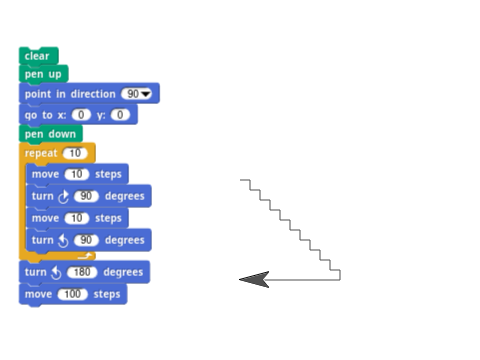 clear
pen up
point in direction 90
go to x: 0 y: 0
pen down
repeat 10
move 10 steps
turn 90 degrees
move 10 steps
turn 90 degrees
turn 180 degrees
move 100 steps